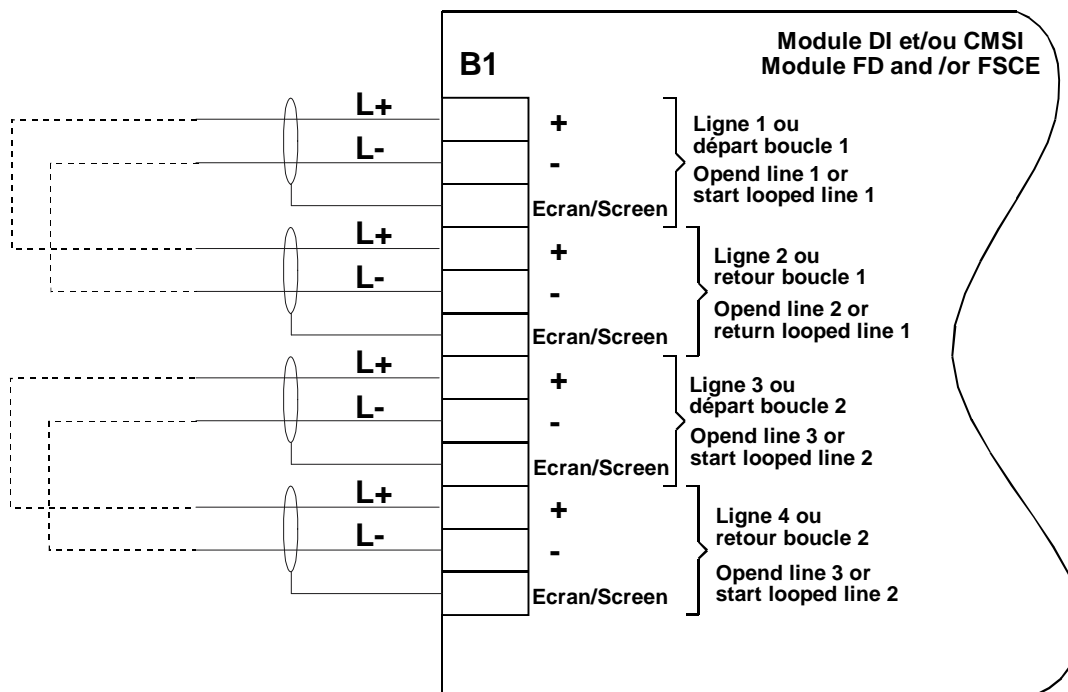 Module DI et/ou CMSI
Module FD and /or FSCE
B1
L+
+
L-
-
Ecran/Screen
Ligne 1 ou
départ boucle 1
Opend line 1 or
start looped line 1
L+
+
L-
-
Ecran/Screen
Ligne 2 ou
retour boucle 1
Opend line 2 or
return looped line 1
L+
+
L-
-
Ecran/Screen
Ligne 3 ou
départ boucle 2
Opend line 3 or
start looped line 2
L+
+
L-
-
Ecran/Screen
Ligne 4 ou
retour boucle 2
Opend line 3 or
start looped line 2